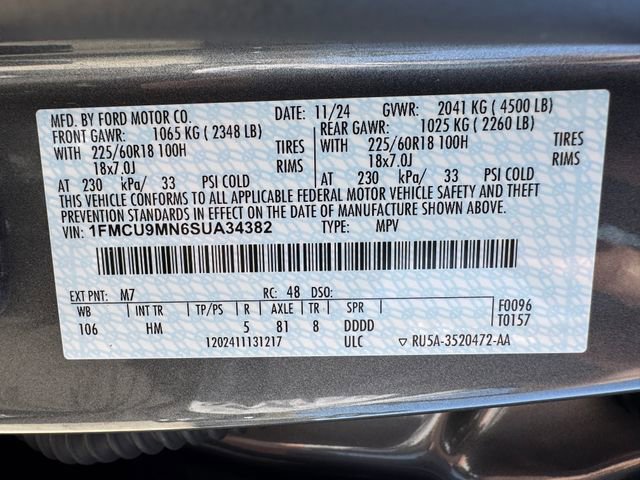 MFD. BY FORD MOTOR CO. DATE: 11/24 GVWR: 2041 KG ( 4500 LB)
FRONT GAWR: 1065 KG ( 2348 LB) REAR GAWR: 1025 KG ( 2260 LB)
WITH 225/60R18 100H TIRES WITH 225/60R18 100H TIRES
18x7.0J RIMS 18x7.0J RIMS
AT 230 kPa/ 33 PSI COLD AT 230 kPa/ 33 PSI COLD
THIS VEHICLE CONFORMS TO ALL APPLICABLE FEDERAL MOTOR VEHICLE SAFETY AND THEFT
PREVENTION STANDARDS IN EFFECT ON THE DATE OF MANUFACTURE SHOWN ABOVE.
VIN: 1FMCU9MN6SUA34382 TYPE: MPV
EXT PNT: M7 RC: 48 DSO:
WB INT TR TP/PS R AXLE TR SPR F0096
106 HM 5 81 8 DDDD T0157
1202411131217 ULC ▽ RU5A-3520472-AA